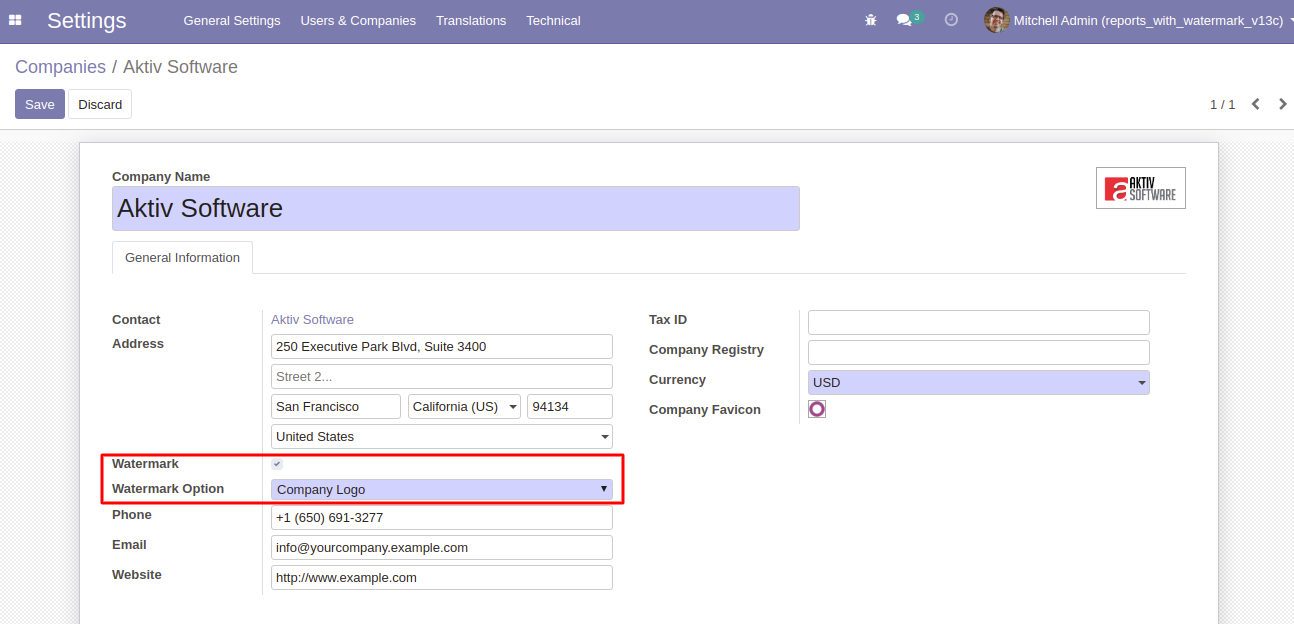 Settings General Settings Users & Companies Translations Technical 3 Mitchell Admin (reports_with_watermark_v13c)
Companies / Aktiv Software
Save Discard 1 / 1
Company Name
Aktiv Software
AKTIV
SOFTWARE
General Information
Contact Aktiv Software
Address 250 Executive Park Blvd, Suite 3400
Street 2...
San Francisco California (US) 94134
United States
Watermark
Watermark Option Company Logo
Phone +1 (650) 691-3277
Email info@yourcompany.example.com
Website http://www.example.com
Tax ID
Company Registry
Currency USD
Company Favicon